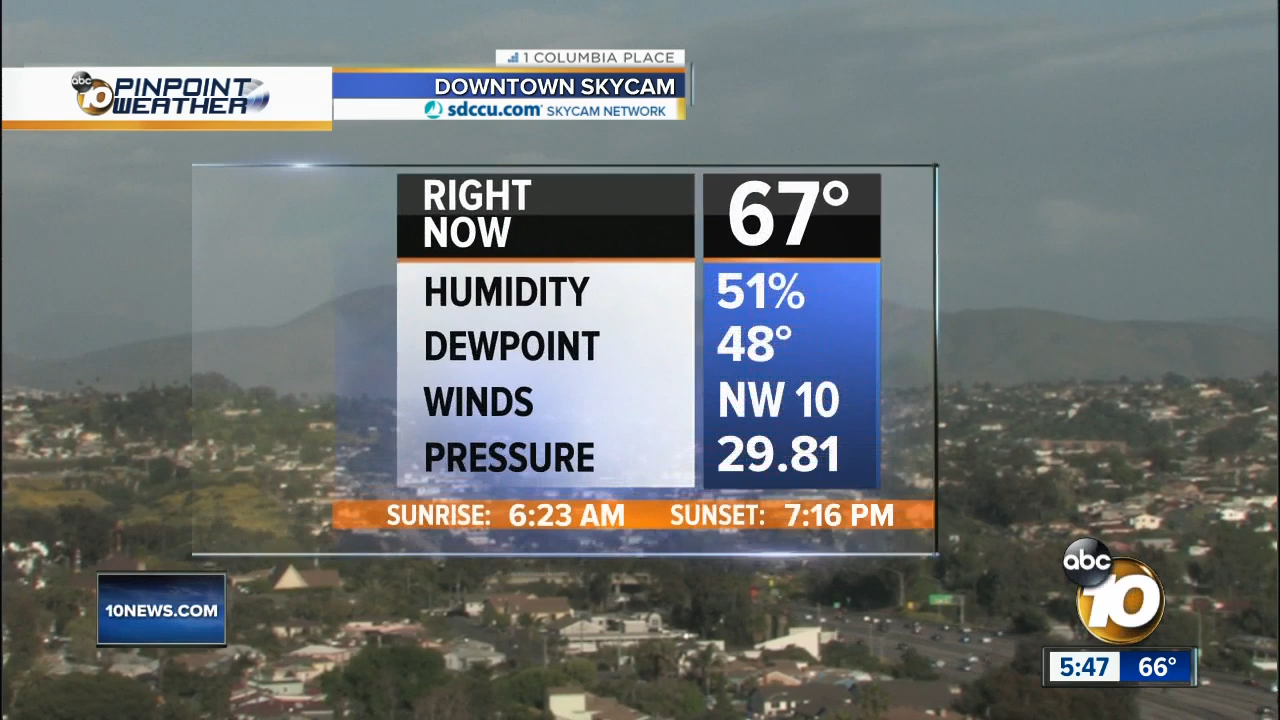 1 COLUMBIA PLACE
abc 10 PINPOINT WEATHER
DOWNTOWN SKYCAM
sdccu.com® SKYCAM NETWORK
RIGHT NOW 67°
HUMIDITY 51%
DEWPOINT 48°
WINDS NW 10
PRESSURE 29.81
SUNRISE: 6:23 AM SUNSET: 7:16 PM
10NEWS.COM
abc 10
5:47 66°